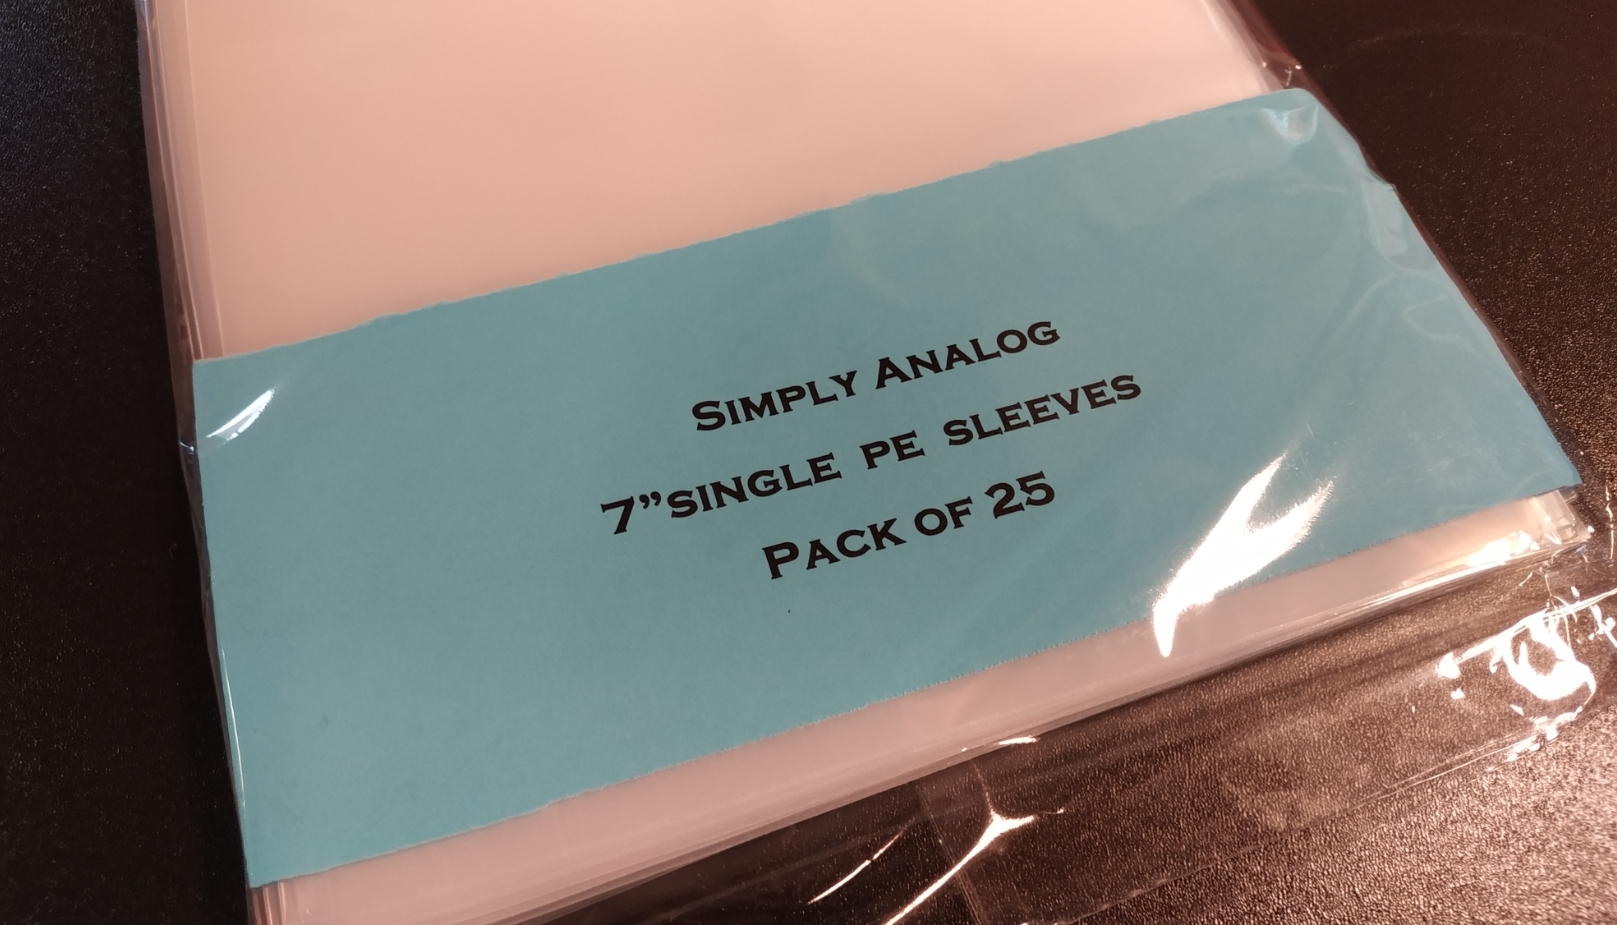 Simply Analog
7”single pe sleeves
Pack of 25